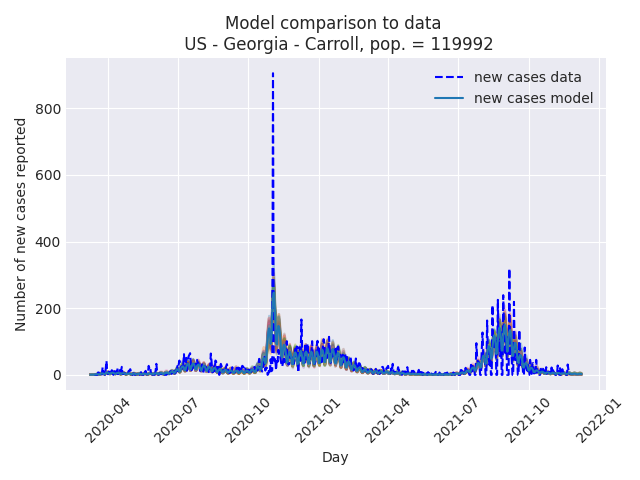 Model comparison to data
US - Georgia - Carroll, pop. = 119992
new cases data
new cases model
Number of new cases reported
800
600
400
200
0
2020-04
2020-07
2020-10
2021-01
2021-04
2021-07
2021-10
2022-01
Day